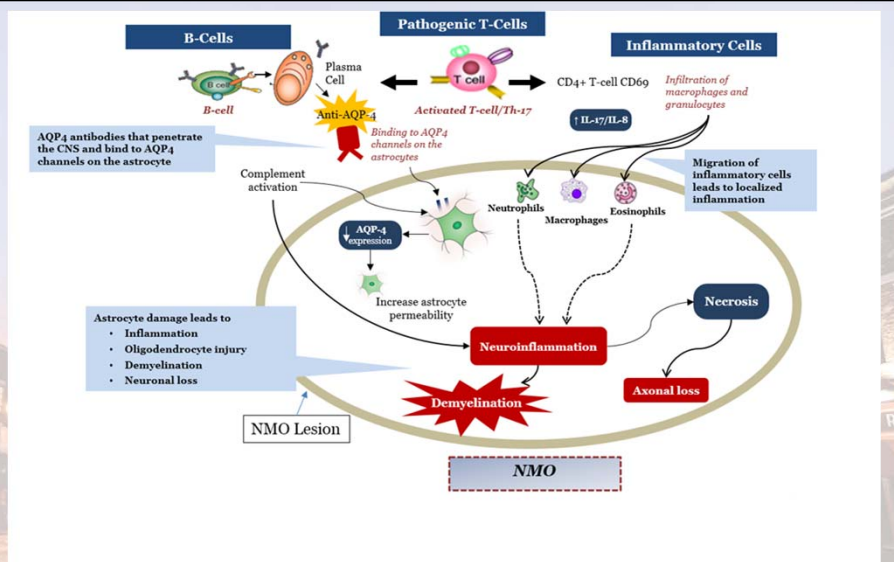 Pathogenic T-Cells
B-Cells
Inflammatory Cells
B cell
B-cell
Plasma
Cell
Anti-AQP-4
T cell
Activated T-cell/Th-17
CD4+ T-cell CD69
↑ IL-17/IL-8
Infiltration of
macrophages and
granulocytes
AQP4 antibodies that penetrate
the CNS and bind to AQP4
channels on the astrocyte
Binding to AQP4
channels on the
astrocytes
Migration of
inflammatory cells
leads to localized
inflammation
Complement
activation
Neutrophils
Macrophages
Eosinophils
↓ AQP-4
expression
Increase astrocyte
permeability
Astrocyte damage leads to
• Inflammation
• Oligodendrocyte injury
• Demyelination
• Neuronal loss
Neuroinflammation
Necrosis
Demyelination
Axonal loss
NMO Lesion
NMO